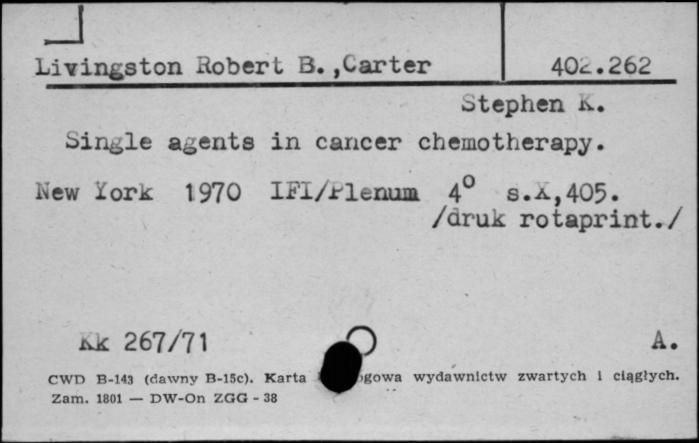 Livingston Robert B.,Carter 402.262
Stephen K.
Single agents in cancer chemotherapy.
New York 1970 IFI/Plenum 4° s.X,405.
/druk rotaprint./
Kk 267/71 A.
CWD B-143 (dawny B-15c). Karta gowa wydawnictw zwartych i ciągłych.
Zam. 1801 — DW-On ZGG - 38